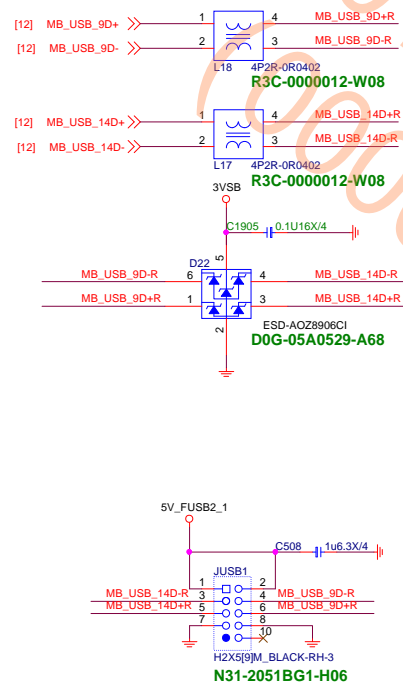 [12] MB_USB_9D+ 1 4 MB_USB_9D+R
[12] MB_USB_9D- 2 3 MB_USB_9D-R
L18 4P2R-0R0402
R3C-0000012-W08
[12] MB_USB_14D+ 1 4 MB_USB_14D+R
[12] MB_USB_14D- 2 3 MB_USB_14D-R
L17 4P2R-0R0402
R3C-0000012-W08
3VSB
C1905 0.1U16X/4
D22 5
MB_USB_9D-R 6 4 MB_USB_14D-R
MB_USB_9D+R 1 3 MB_USB_14D+R
2 ESD-AOZ8906CI
D0G-05A0529-A68
5V_FUSB2_1
C508 1u6.3X/4
JUSB1
1 2
MB_USB_14D-R 3 4 MB_USB_9D-R
MB_USB_14D+R 5 6 MB_USB_9D+R
7 8
10
H2X5[9]M_BLACK-RH-3
N31-2051BG1-H06